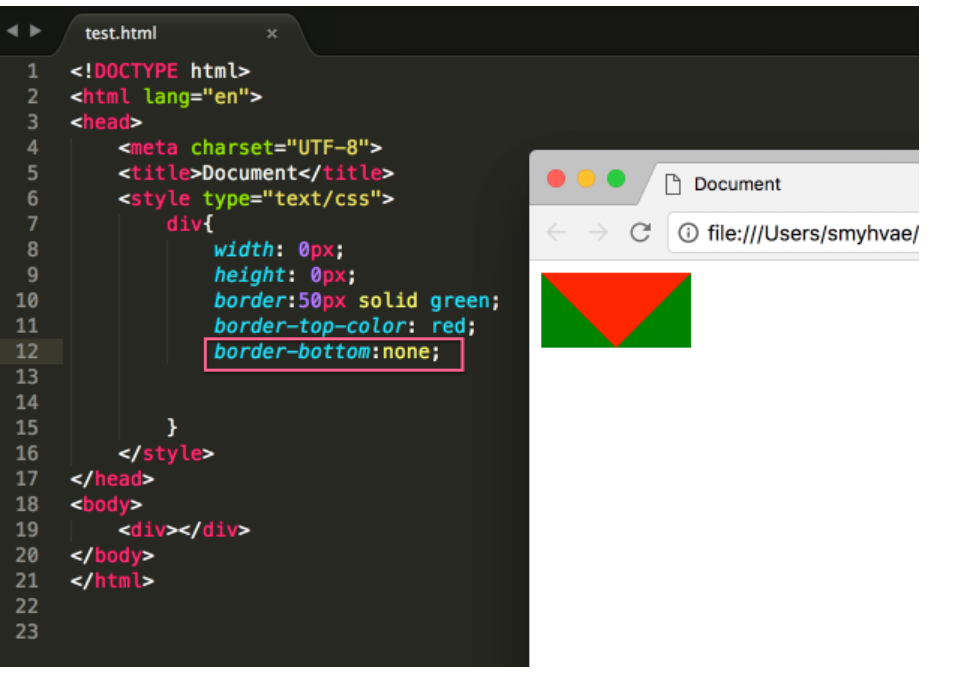 test.html ×
1 <!DOCTYPE html>
2 <html lang="en">
3 <head>
4     <meta charset="UTF-8">
5     <title>Document</title>
6     <style type="text/css">
7         div{
8             width: 0px;
9             height: 0px;
10             border:50px solid green;
11             border-top-color: red;
12             border-bottom:none;
13
14
15         }
16     </style>
17 </head>
18 <body>
19     <div></div>
20 </body>
21 </html>
22
23
Document
file:///Users/smyhvae/